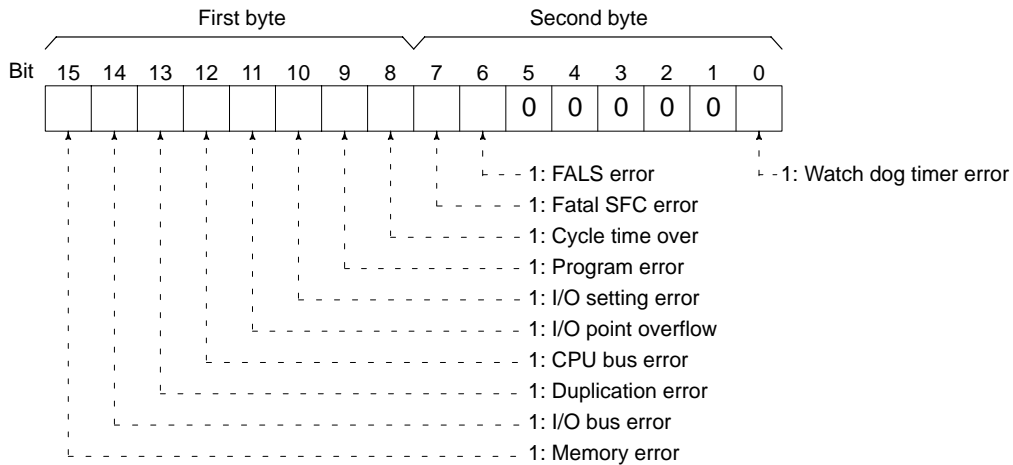 First byte Second byte
Bit 15 14 13 12 11 10 9 8 7 6 5 4 3 2 1 0
0 0 0 0 0
1: FALS error 1: Watch dog timer error
1: Fatal SFC error
1: Cycle time over
1: Program error
1: I/O setting error
1: I/O point overflow
1: CPU bus error
1: Duplication error
1: I/O bus error
1: Memory error